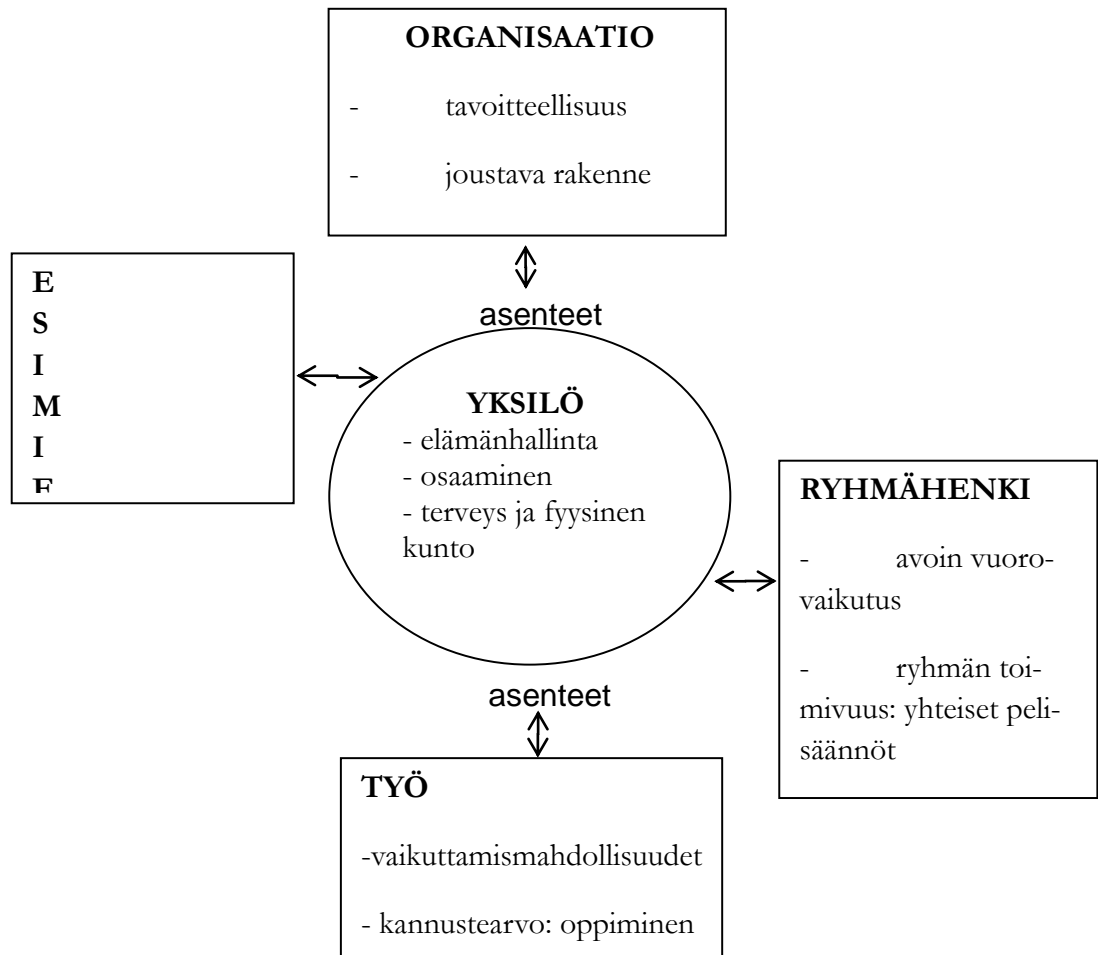 ORGANISAATIO
- tavoitteellisuus
- joustava rakenne
E
S
I
M
I
E
asenteet
YKSILÖ
- elämänhallinta
- osaaminen
- terveys ja fyysinen
kunto
RYHMÄHENKI
- avoin vuoro-
vaikutus
- ryhmän toi-
mivuus: yhteiset peli-
säännöt
asenteet
TYÖ
-vaikuttamismahdollisuudet
- kannustearvo: oppiminen